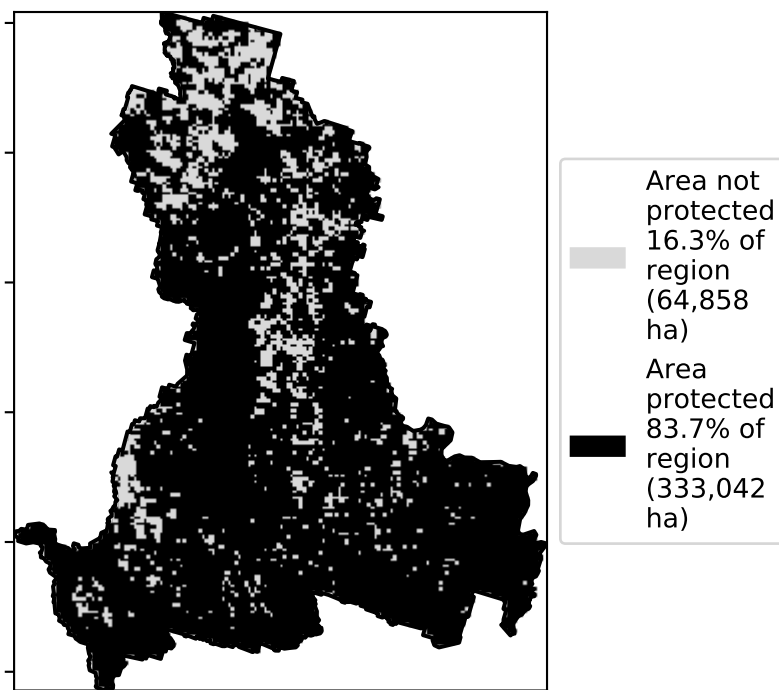 Area not
protected
16.3% of
region
(64,858
ha)
Area
protected
83.7% of
region
(333,042
ha)